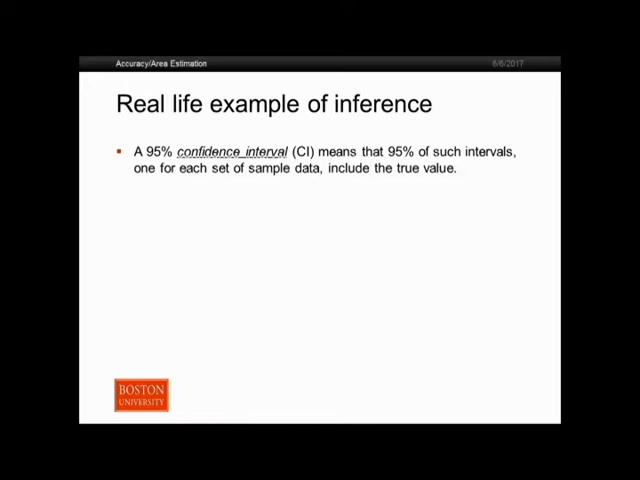 Accuracy/Area Estimation 6/6/2017
Real life example of inference
▪ A 95% confidence interval (CI) means that 95% of such intervals,
one for each set of sample data, include the true value.
BOSTON
UNIVERSITY